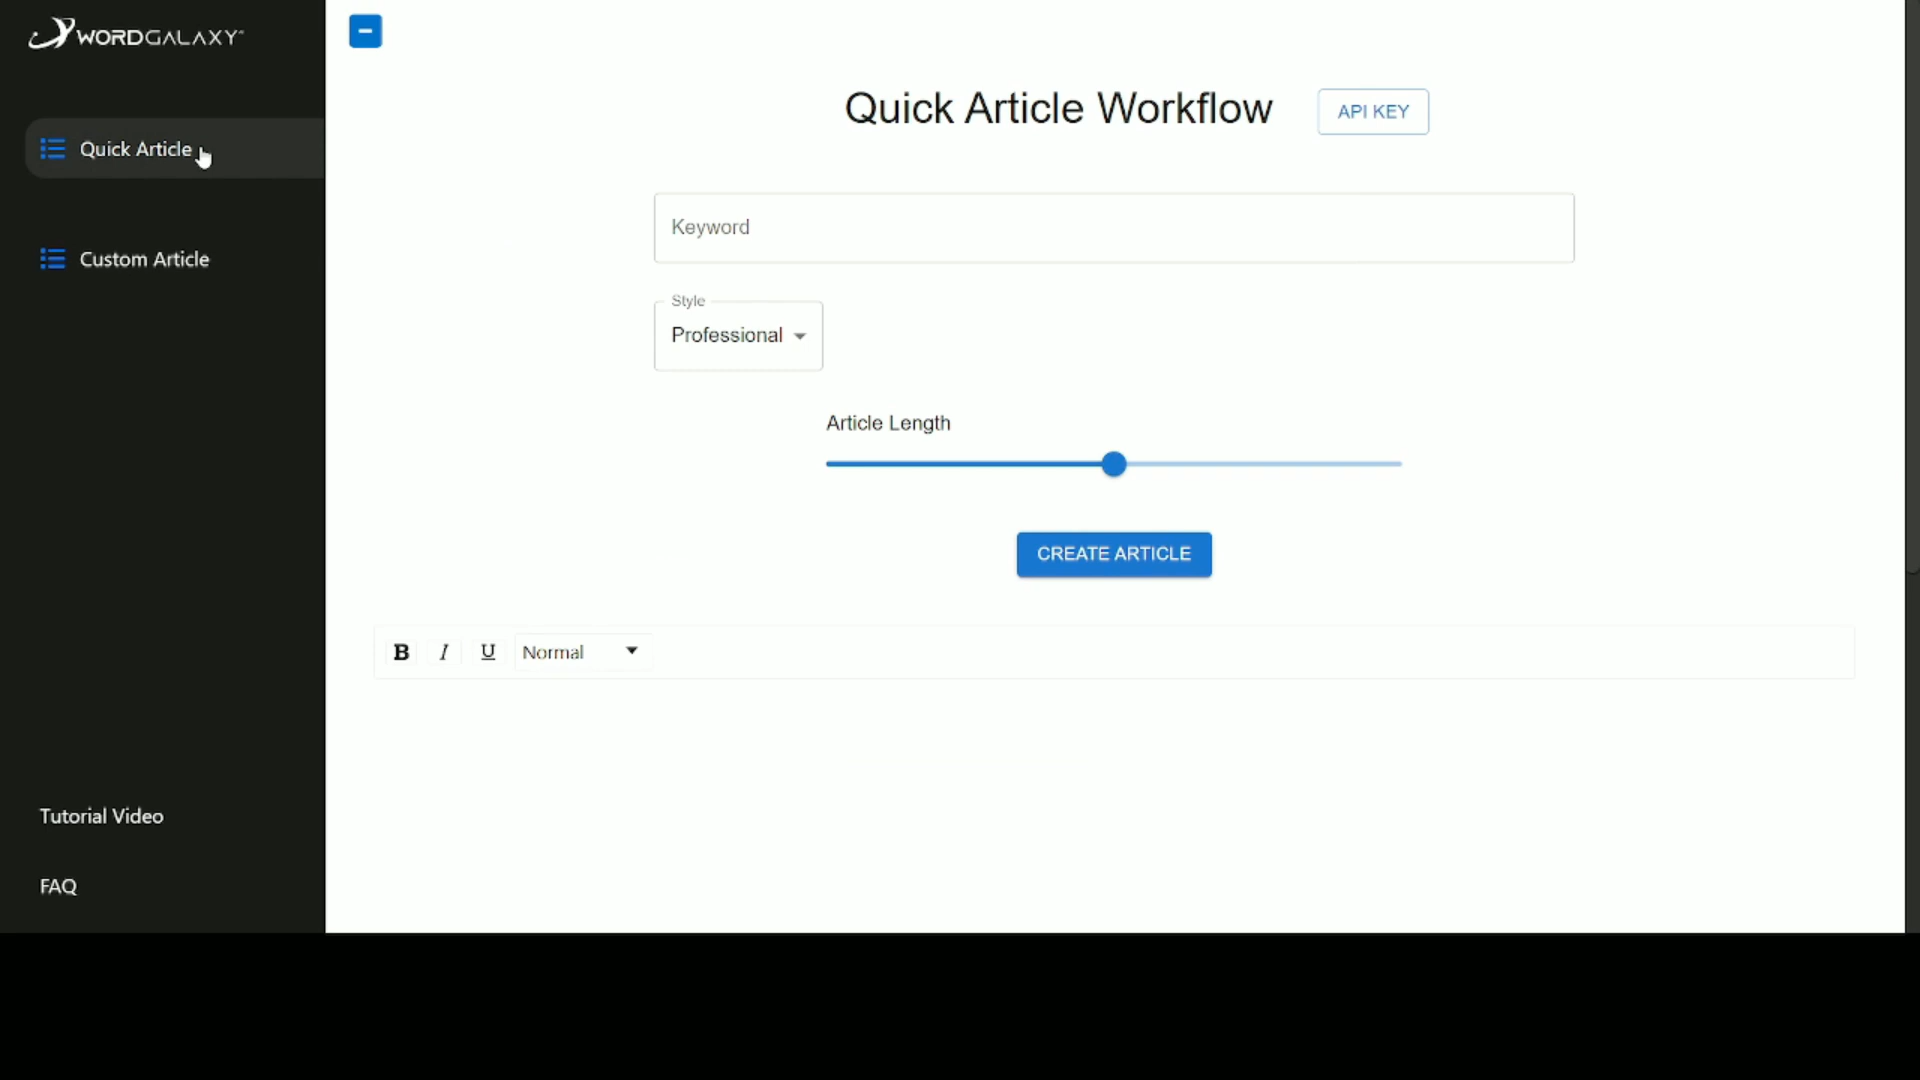 WORDGALAXY
Quick Article
Custom Article
Tutorial Video
FAQ
Quick Article Workflow
API KEY
Keyword
Style
Professional
Article Length
CREATE ARTICLE
B I U Normal